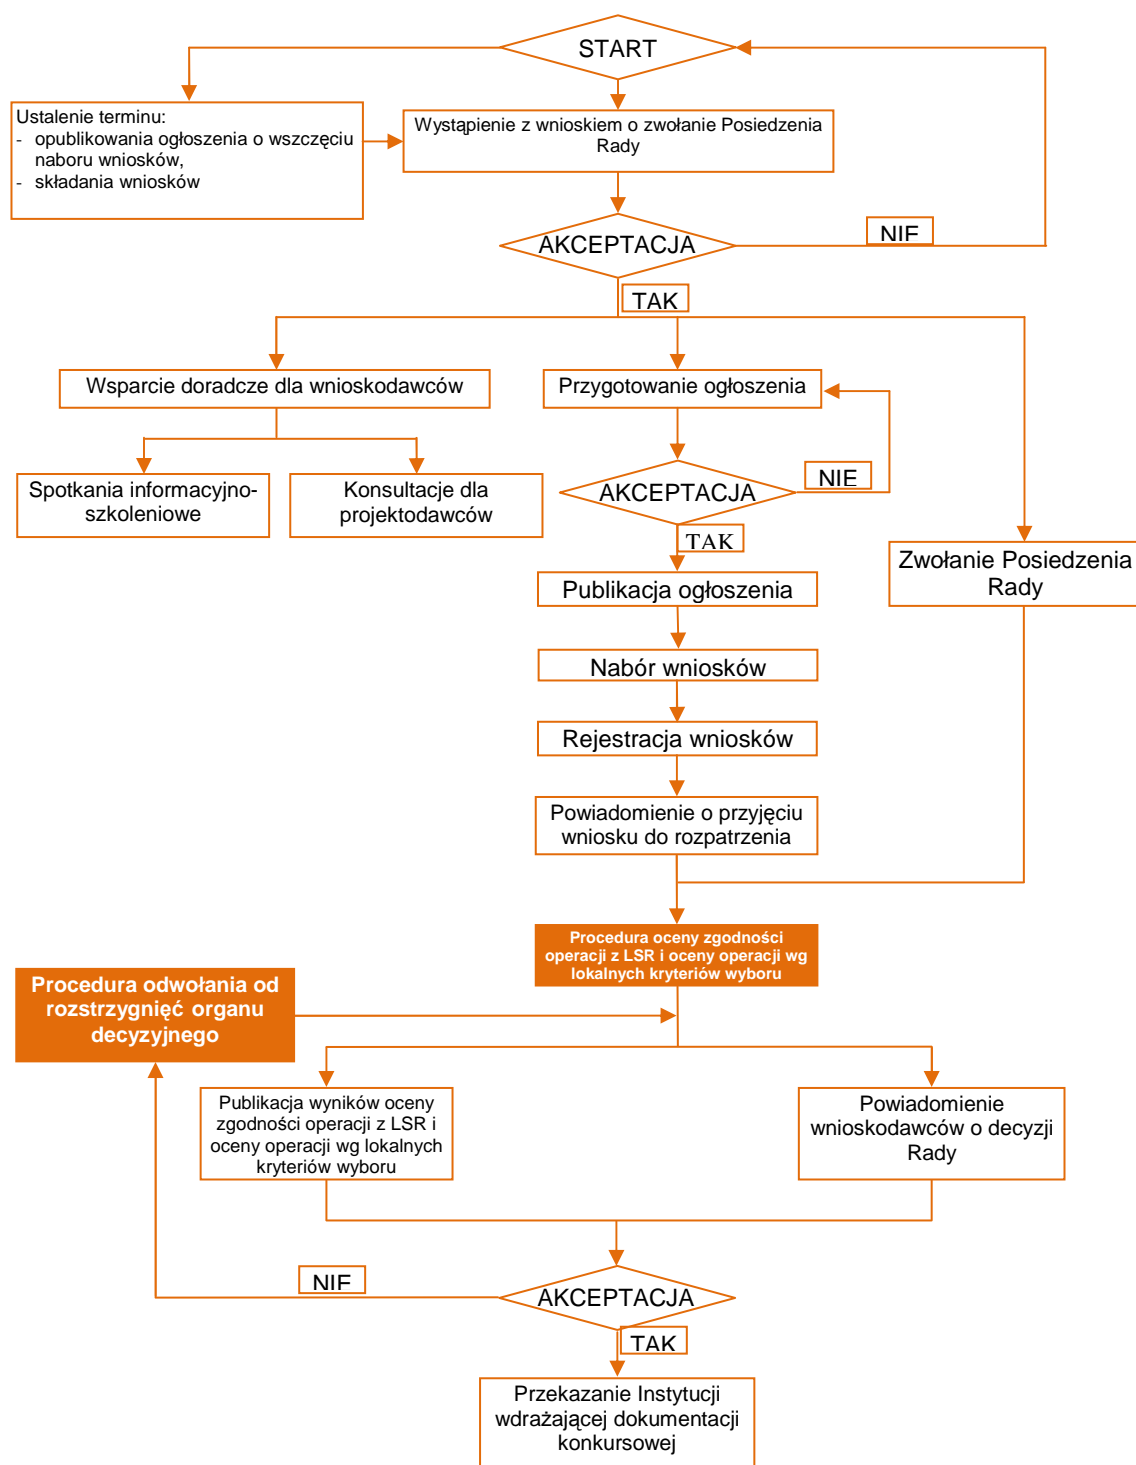 START
Ustalenie terminu:
- opublikowania ogłoszenia o wszczęciu
naboru wniosków,
- składania wniosków
Wystąpienie z wnioskiem o zwołanie Posiedzenia
Rady
AKCEPTACJA
NIE
TAK
Wsparcie doradcze dla wnioskodawców
Przygotowanie ogłoszenia
Spotkania informacyjno-
szkoleniowe
Konsultacje dla
projektodawców
AKCEPTACJA
NIE
TAK
Zwołanie Posiedzenia
Rady
Publikacja ogłoszenia
Nabór wniosków
Rejestracja wniosków
Powiadomienie o przyjęciu
wniosku do rozpatrzenia
Procedura oceny zgodności
operacji z LSR i oceny operacji wg
lokalnych kryteriów wyboru
Procedura odwołania od
rozstrzygnięć organu
decyzyjnego
Publikacja wyników oceny
zgodności operacji z LSR i
oceny operacji wg lokalnych
kryteriów wyboru
Powiadomienie
wnioskodawców o decyzji
Rady
NIE
AKCEPTACJA
TAK
Przekazanie Instytucji
wdrażającej dokumentacji
konkursowej